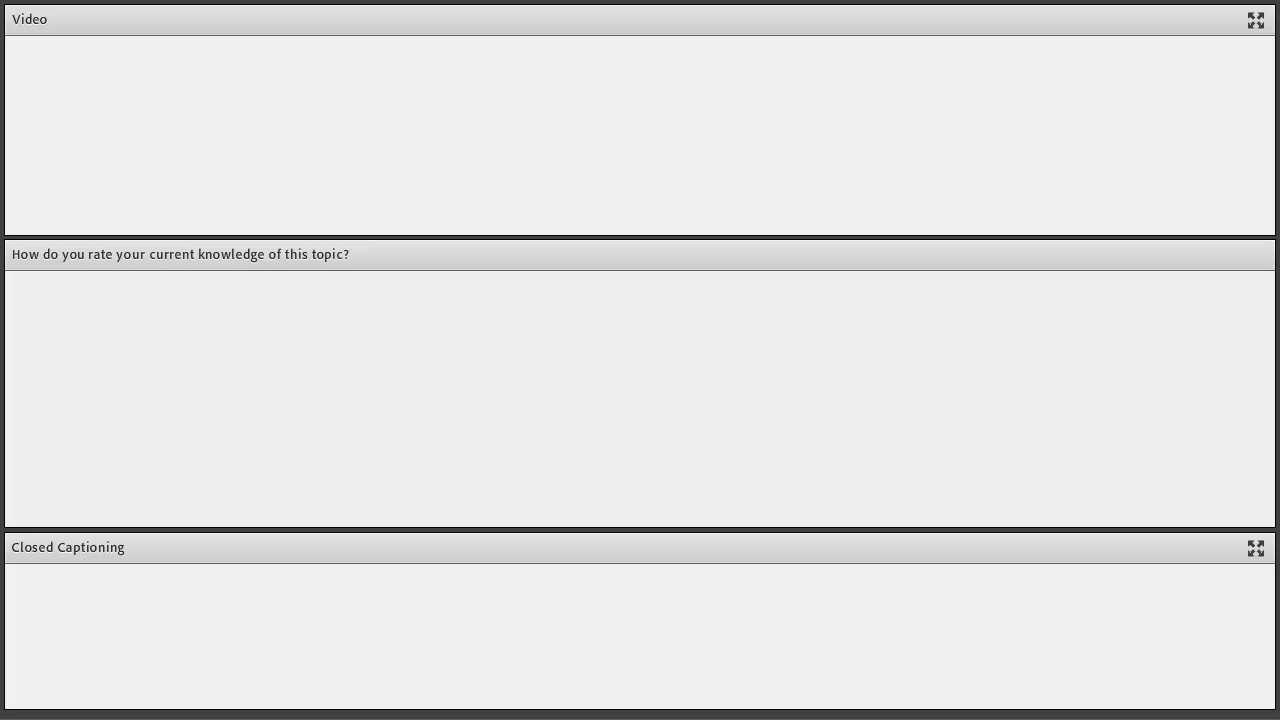 Video
How do you rate your current knowledge of this topic?
Closed Captioning